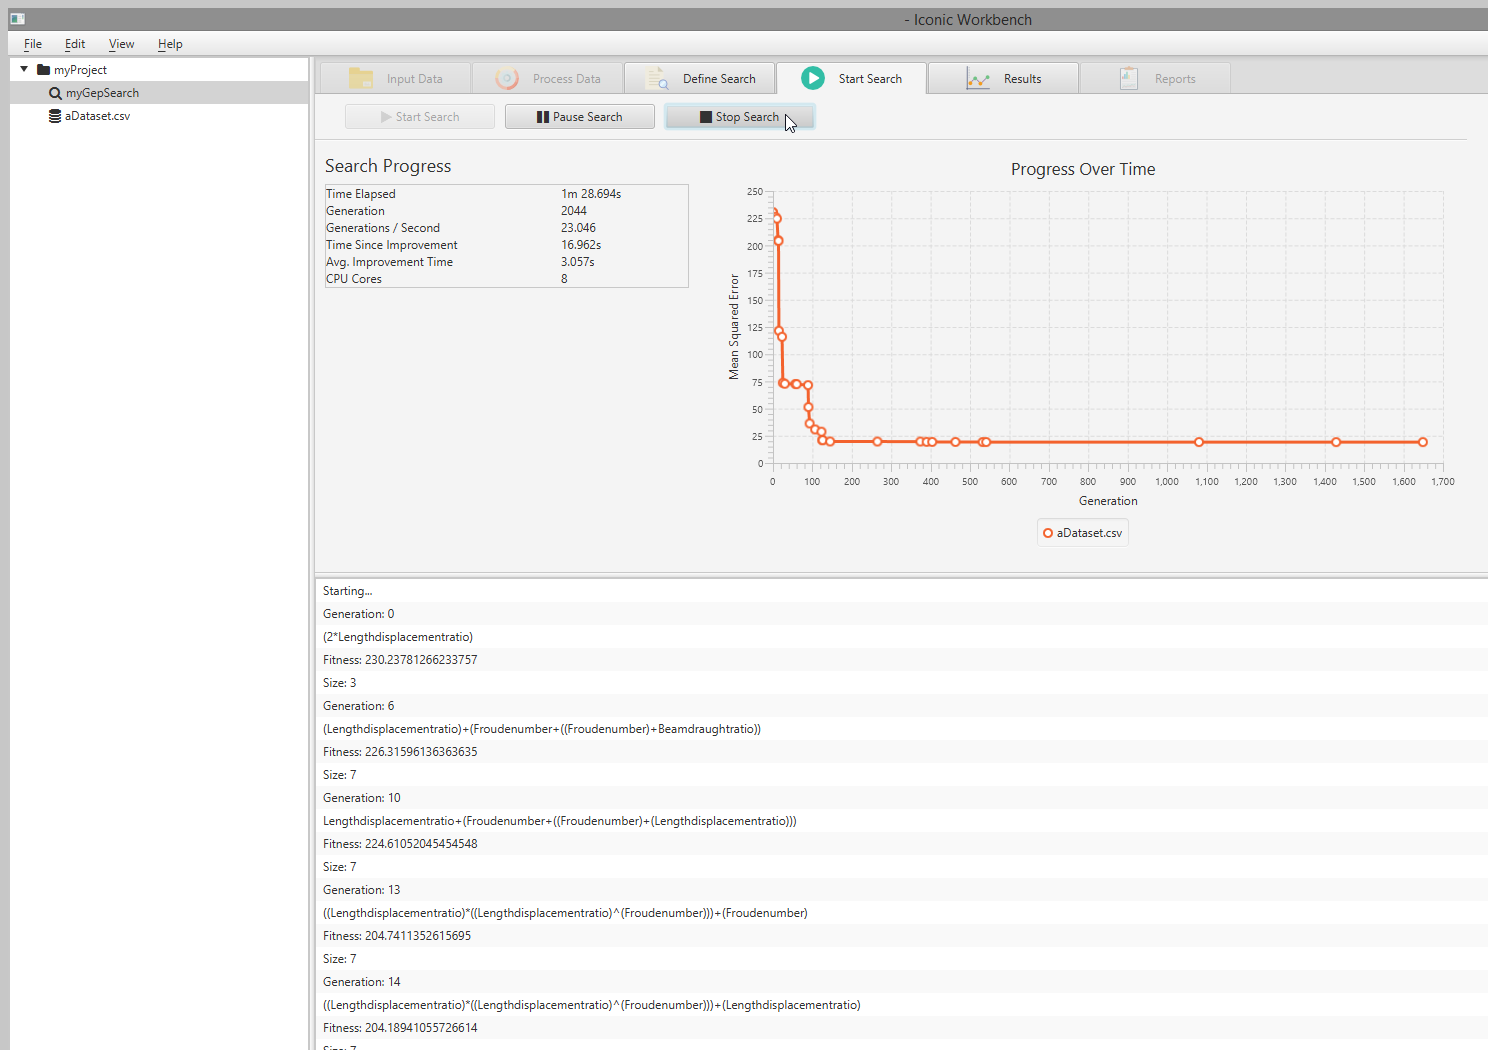 - Iconic Workbench
File Edit View Help
myProject
myGepSearch
aDataset.csv
Input Data Process Data Define Search Start Search Results Reports
Start Search Pause Search Stop Search
Search Progress
Time Elapsed 1m 28.694s
Generation 2044
Generations / Second 23.046
Time Since Improvement 16.962s
Avg. Improvement Time 3.057s
CPU Cores 8
Progress Over Time
Mean Squared Error
250
225
200
175
150
125
100
75
50
25
0
0 100 200 300 400 500 600 700 800 900 1,000 1,100 1,200 1,300 1,400 1,500 1,600 1,700
Generation
aDataset.csv
Starting...
Generation: 0
(2*Lengthdisplacementratio)
Fitness: 230.23781266233757
Size: 3
Generation: 6
(Lengthdisplacementratio)+(Froudenumber+((Froudenumber)+Beamdraughtratio))
Fitness: 226.31596136363635
Size: 7
Generation: 10
Lengthdisplacementratio+(Froudenumber+((Froudenumber)+(Lengthdisplacementratio)))
Fitness: 224.61052045454548
Size: 7
Generation: 13
((Lengthdisplacementratio)*((Lengthdisplacementratio)^(Froudenumber)))+(Froudenumber)
Fitness: 204.7411352615695
Size: 7
Generation: 14
((Lengthdisplacementratio)*((Lengthdisplacementratio)^(Froudenumber)))+(Lengthdisplacementratio)
Fitness: 204.18941055726614
Size: 7